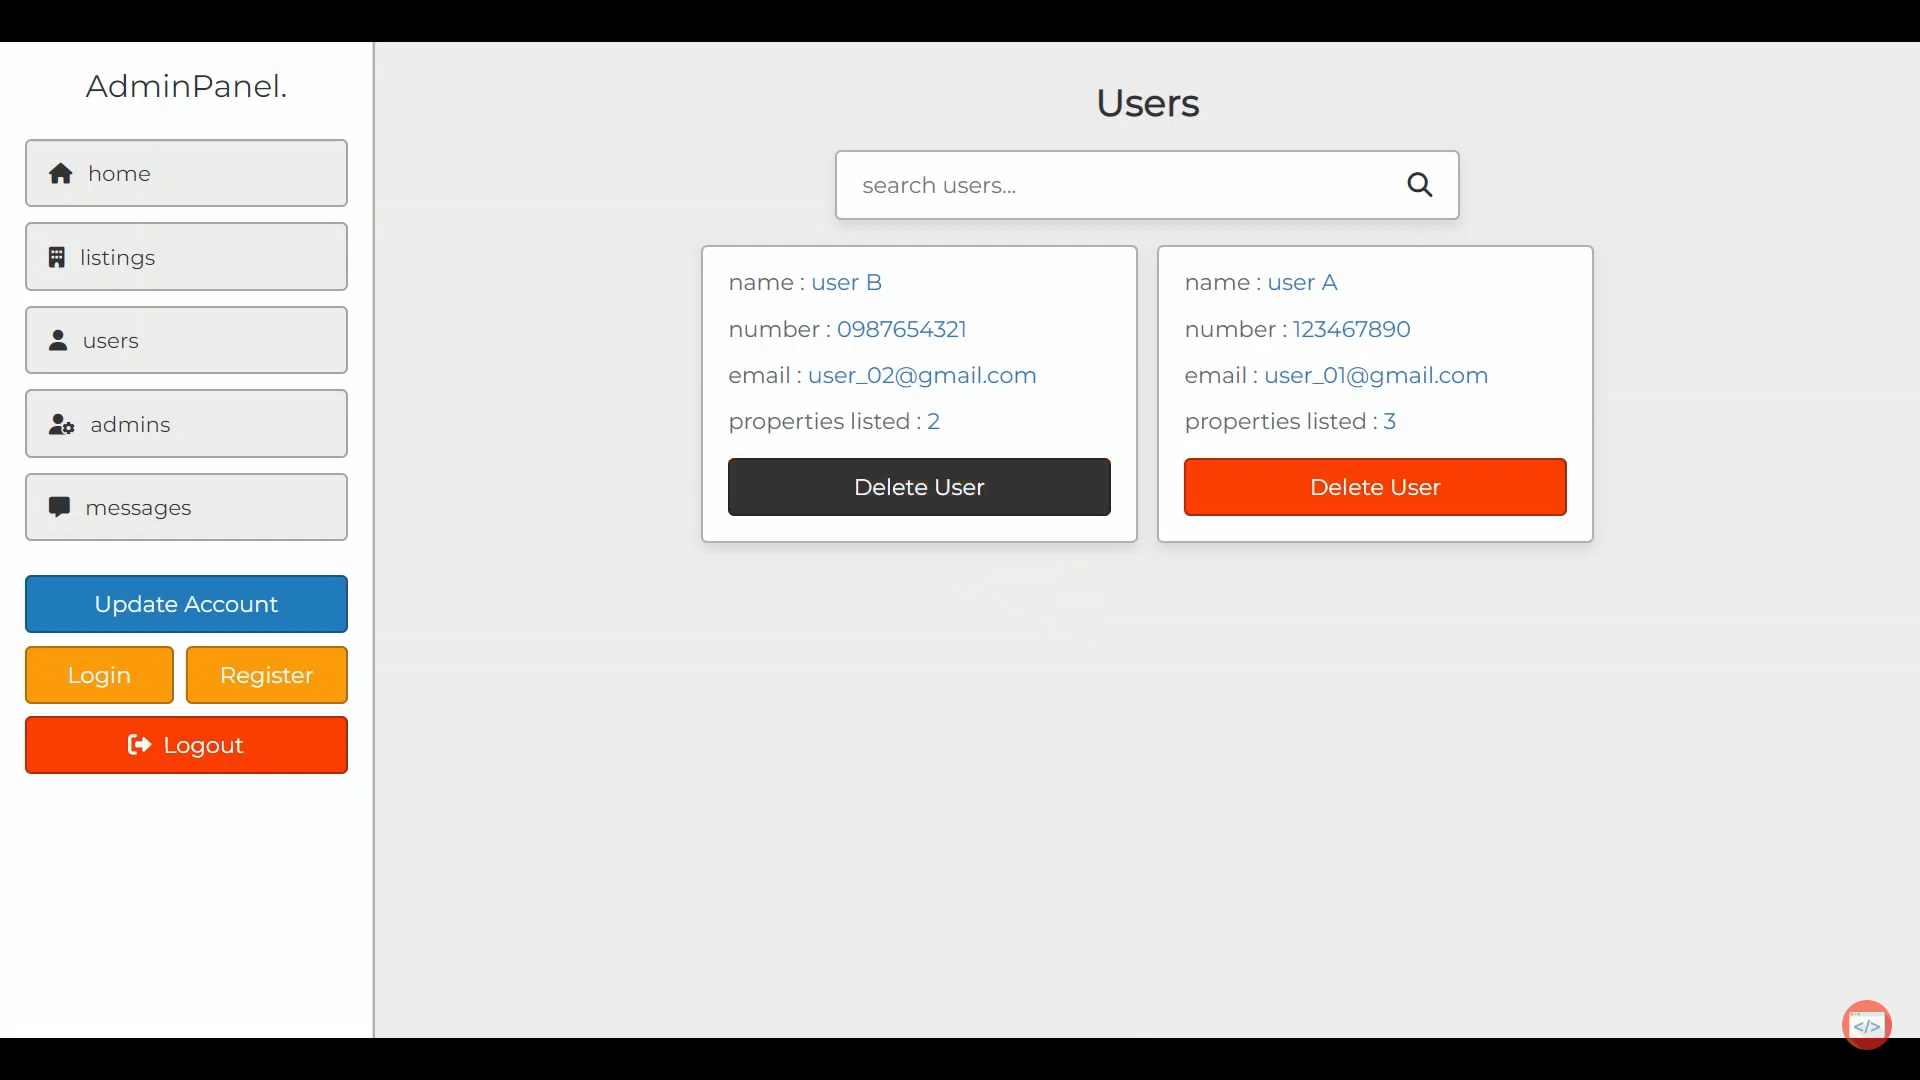 AdminPanel.
home
listings
users
admins
messages
Update Account
Login
Register
Logout
Users
search users...
name : user B
number : 0987654321
email : user_02@gmail.com
properties listed : 2
Delete User
name : user A
number : 123467890
email : user_01@gmail.com
properties listed : 3
Delete User
</>